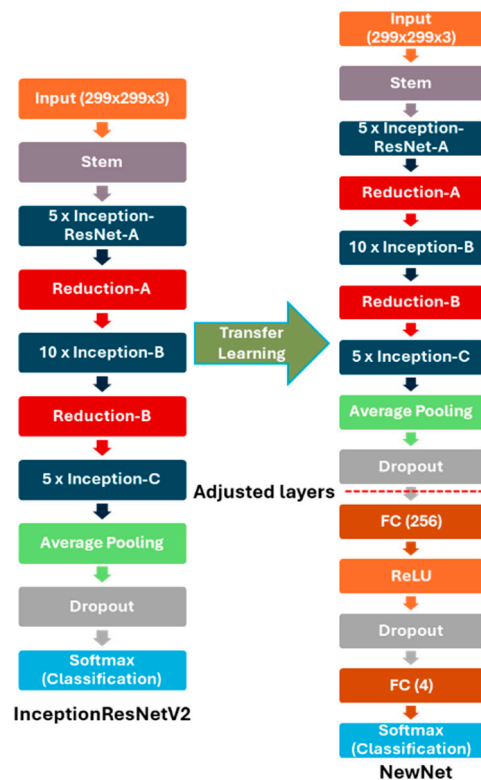 Input (299x299x3)
Stem
5 x Inception-
ResNet-A
Reduction-A
10 x Inception-B
Reduction-B
5 x Inception-C
Average Pooling
Dropout
Softmax
(Classification)
InceptionResNetV2
Transfer
Learning
Adjusted layers
Input
(299x299x3)
Stem
5 x Inception-
ResNet-A
Reduction-A
10 x Inception-B
Reduction-B
5 x Inception-C
Average Pooling
Dropout
FC (256)
ReLU
Dropout
FC (4)
Softmax
(Classification)
NewNet